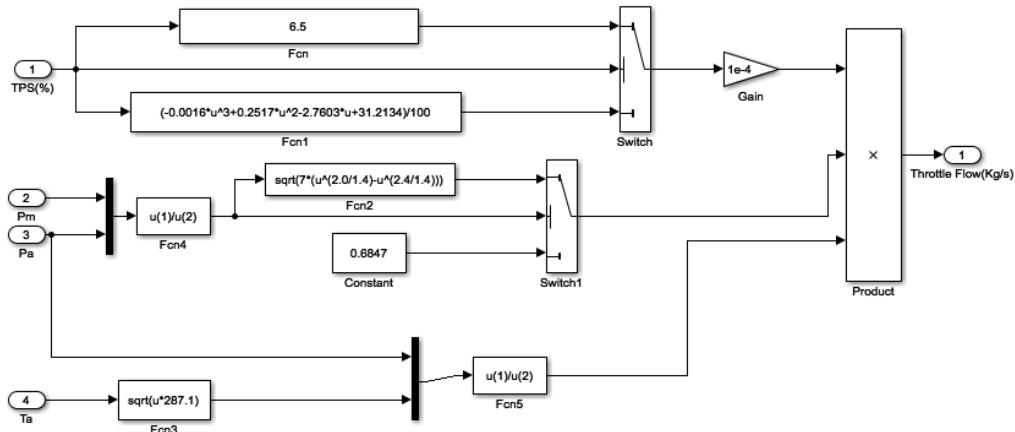 6.5
Fcn
1
TPS(%)
(-0.0016*u^3+0.2517*u^2-2.7603*u+31.2134)/100
Fcn1
Switch
1e-4
Gain
×
Product
1
Throttle Flow(Kg/s)
2
Pm
3
Pa
u(1)/u(2)
Fcn4
sqrt(7*(u^(2.0/1.4)-u^(2.4/1.4)))
Fcn2
0.6847
Constant
Switch1
4
Ta
sqrt(u*287.1)
Fcn3
u(1)/u(2)
Fcn5